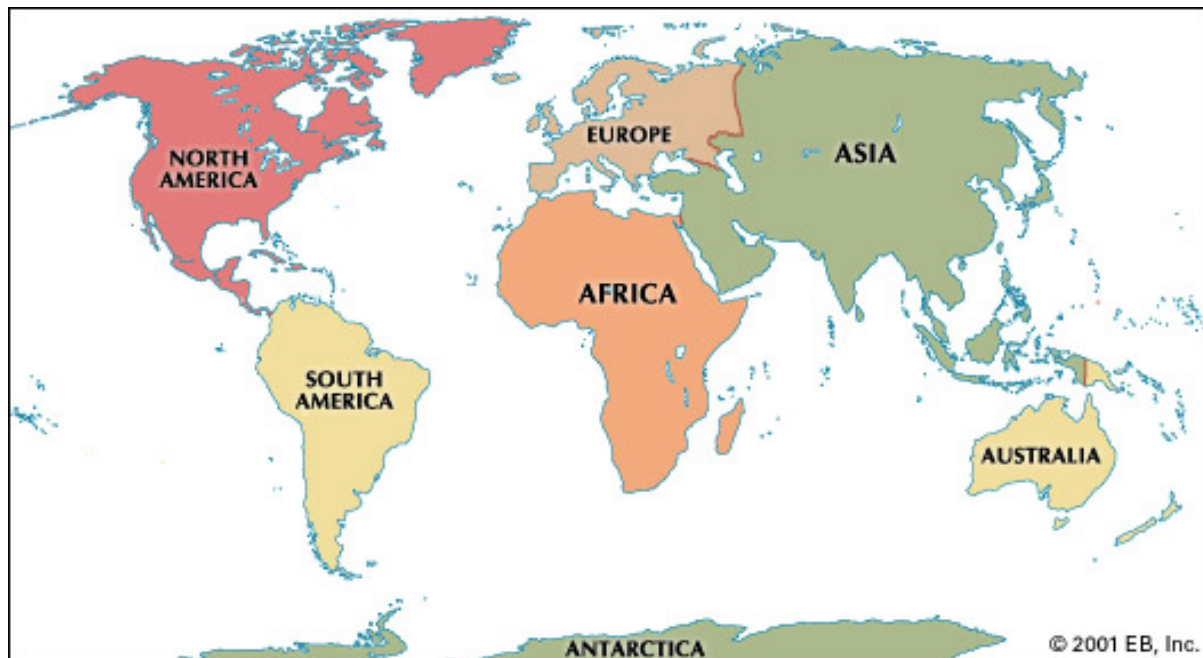 NORTH
AMERICA
EUROPE
ASIA
AFRICA
SOUTH
AMERICA
AUSTRALIA
ANTARCTICA
© 2001 EB, Inc.